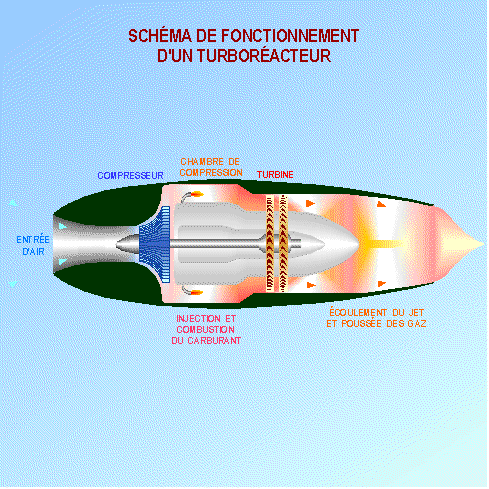 SCHÉMA DE FONCTIONNEMENT
D'UN TURBORÉACTEUR
CHAMBRE DE
COMPRESSION
COMPRESSEUR
TURBINE
ENTRÉE
D'AIR
INJECTION ET
COMBUSTION
DU CARBURANT
ÉCOULEMENT DU JET
ET POUSSÉE DES GAZ